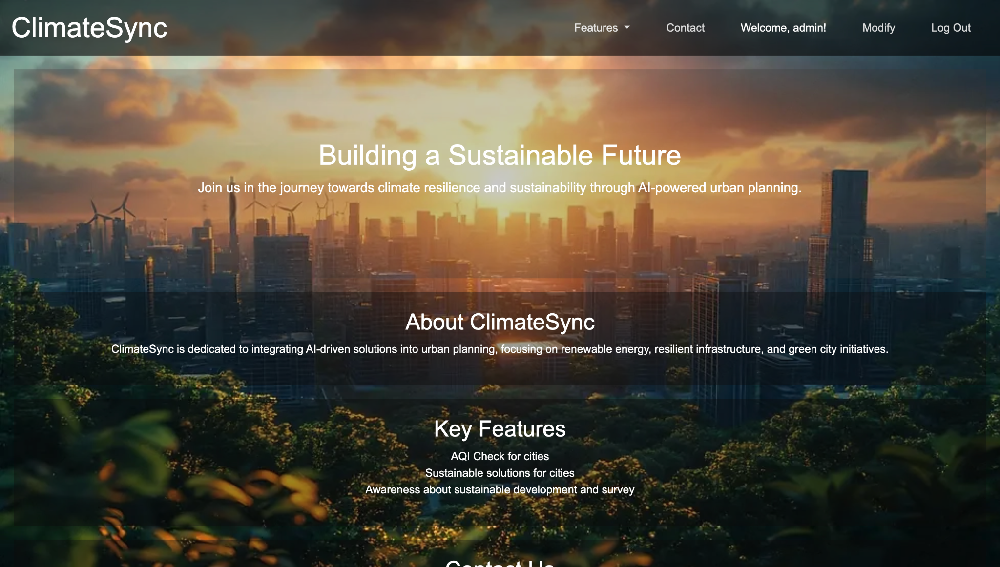 ClimateSync
Features
Contact
Welcome, admin!
Modify
Log Out
Building a Sustainable Future
Join us in the journey towards climate resilience and sustainability through AI-powered urban planning.
About ClimateSync
ClimateSync is dedicated to integrating AI-driven solutions into urban planning, focusing on renewable energy, resilient infrastructure, and green city initiatives.
Key Features
AQI Check for cities
Sustainable solutions for cities
Awareness about sustainable development and survey
Contact Us